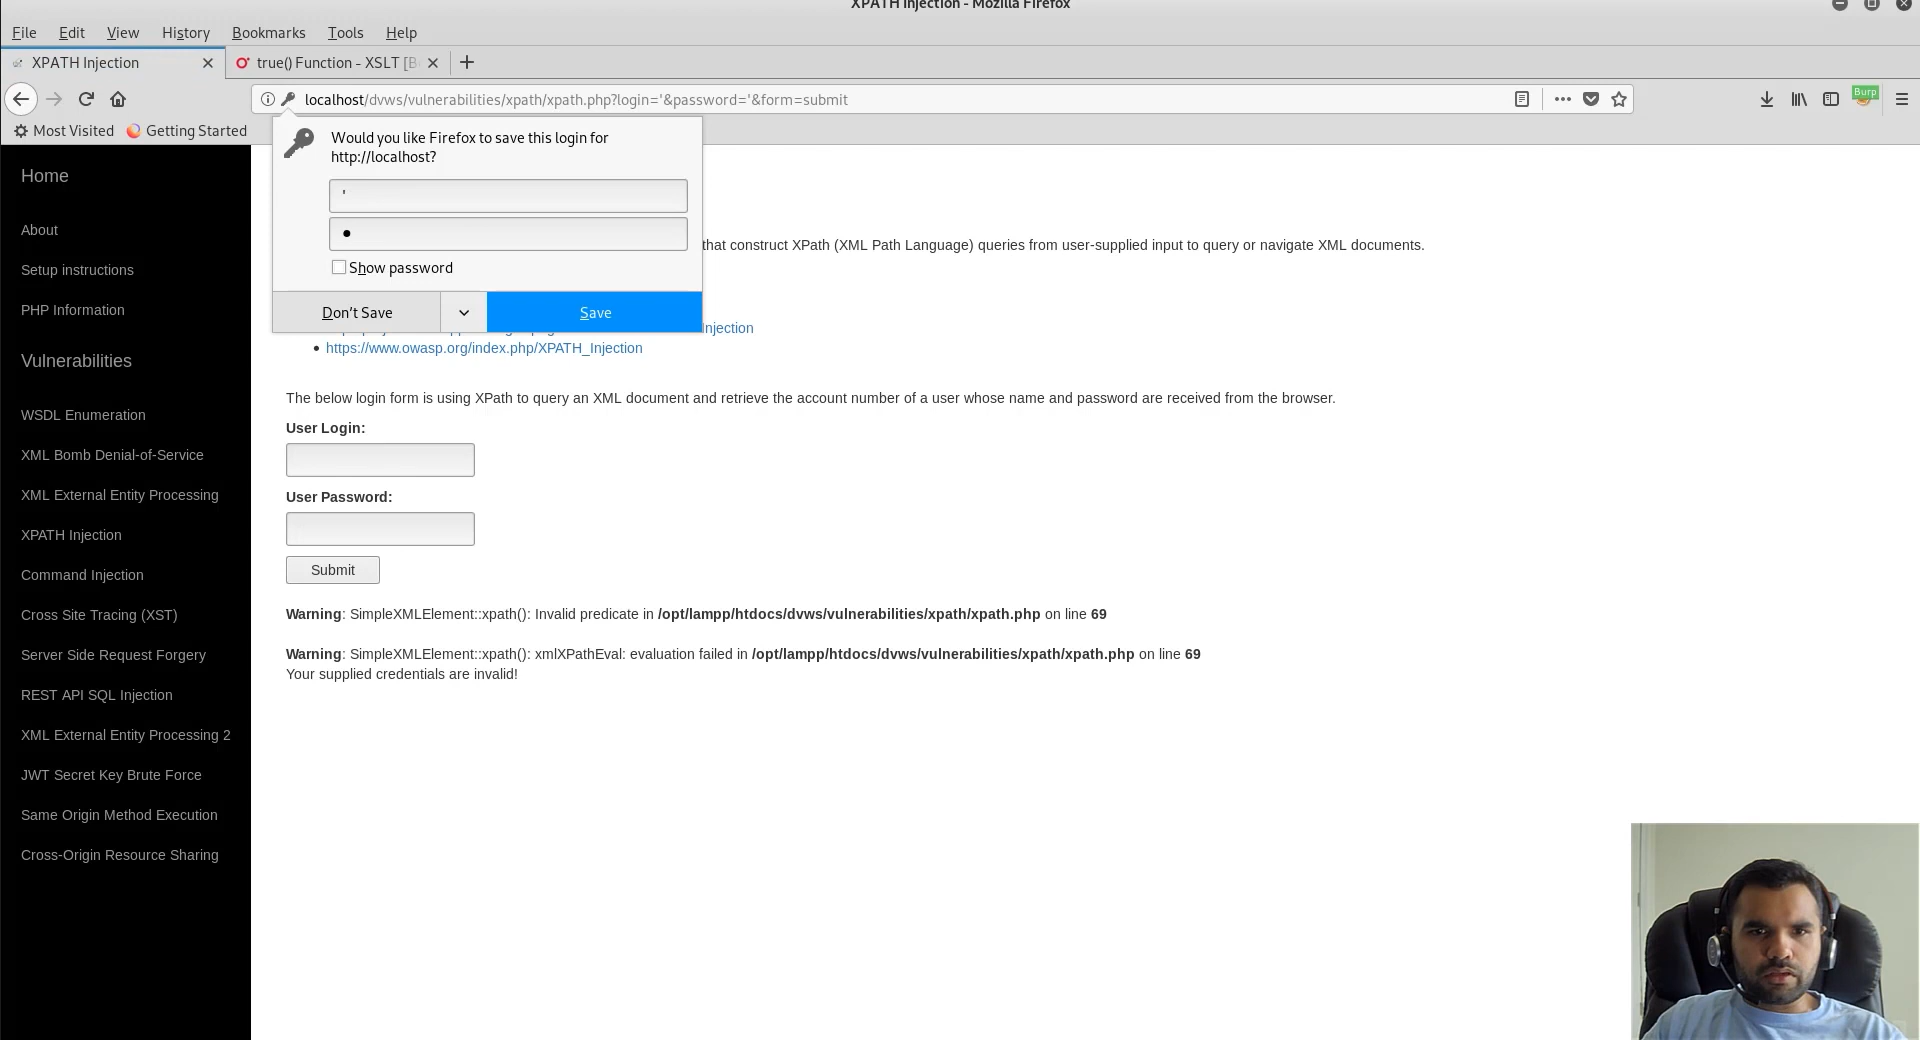 XPATH Injection - Mozilla Firefox
File Edit View History Bookmarks Tools Help
XPATH Injection
true() Function - XSLT [B
localhost/dvws/vulnerabilities/xpath/xpath.php?login='&password='&form=submit
Burp
Most Visited Getting Started
Would you like Firefox to save this login for
http://localhost?
'
●
Show password
Don't Save
Save
Home
About
Setup instructions
PHP Information
Vulnerabilities
WSDL Enumeration
XML Bomb Denial-of-Service
XML External Entity Processing
XPATH Injection
Command Injection
Cross Site Tracing (XST)
Server Side Request Forgery
REST API SQL Injection
XML External Entity Processing 2
JWT Secret Key Brute Force
Same Origin Method Execution
Cross-Origin Resource Sharing
that construct XPath (XML Path Language) queries from user-supplied input to query or navigate XML documents.
Injection
• https://www.owasp.org/index.php/XPATH_Injection
The below login form is using XPath to query an XML document and retrieve the account number of a user whose name and password are received from the browser.
User Login:
User Password:
Submit
Warning: SimpleXMLElement::xpath(): Invalid predicate in /opt/lampp/htdocs/dvws/vulnerabilities/xpath/xpath.php on line 69
Warning: SimpleXMLElement::xpath(): xmlXPathEval: evaluation failed in /opt/lampp/htdocs/dvws/vulnerabilities/xpath/xpath.php on line 69
Your supplied credentials are invalid!